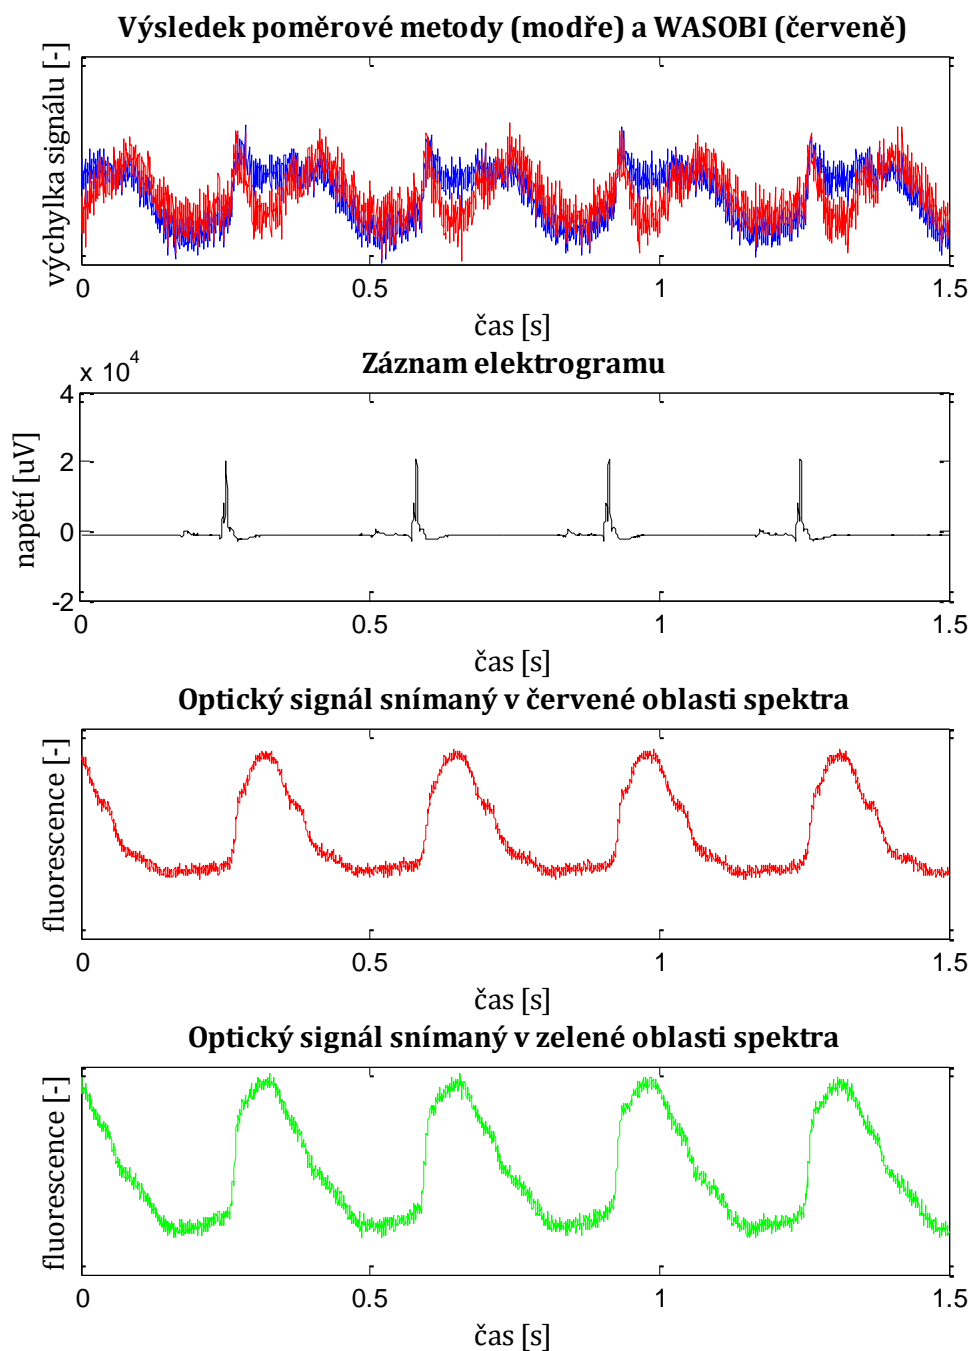 Výsledek poměrové metody (modře) a WASOBI (červeně)
výchylka signálu [-]
0 0.5 1 1.5
čas [s]
Záznam elektrogramu
x 10^4
napětí [uV]
4
2
0
-2
0 0.5 1 1.5
čas [s]
Optický signál snímaný v červené oblasti spektra
fluorescence [-]
0 0.5 1 1.5
čas [s]
Optický signál snímaný v zelené oblasti spektra
fluorescence [-]
0 0.5 1 1.5
čas [s]